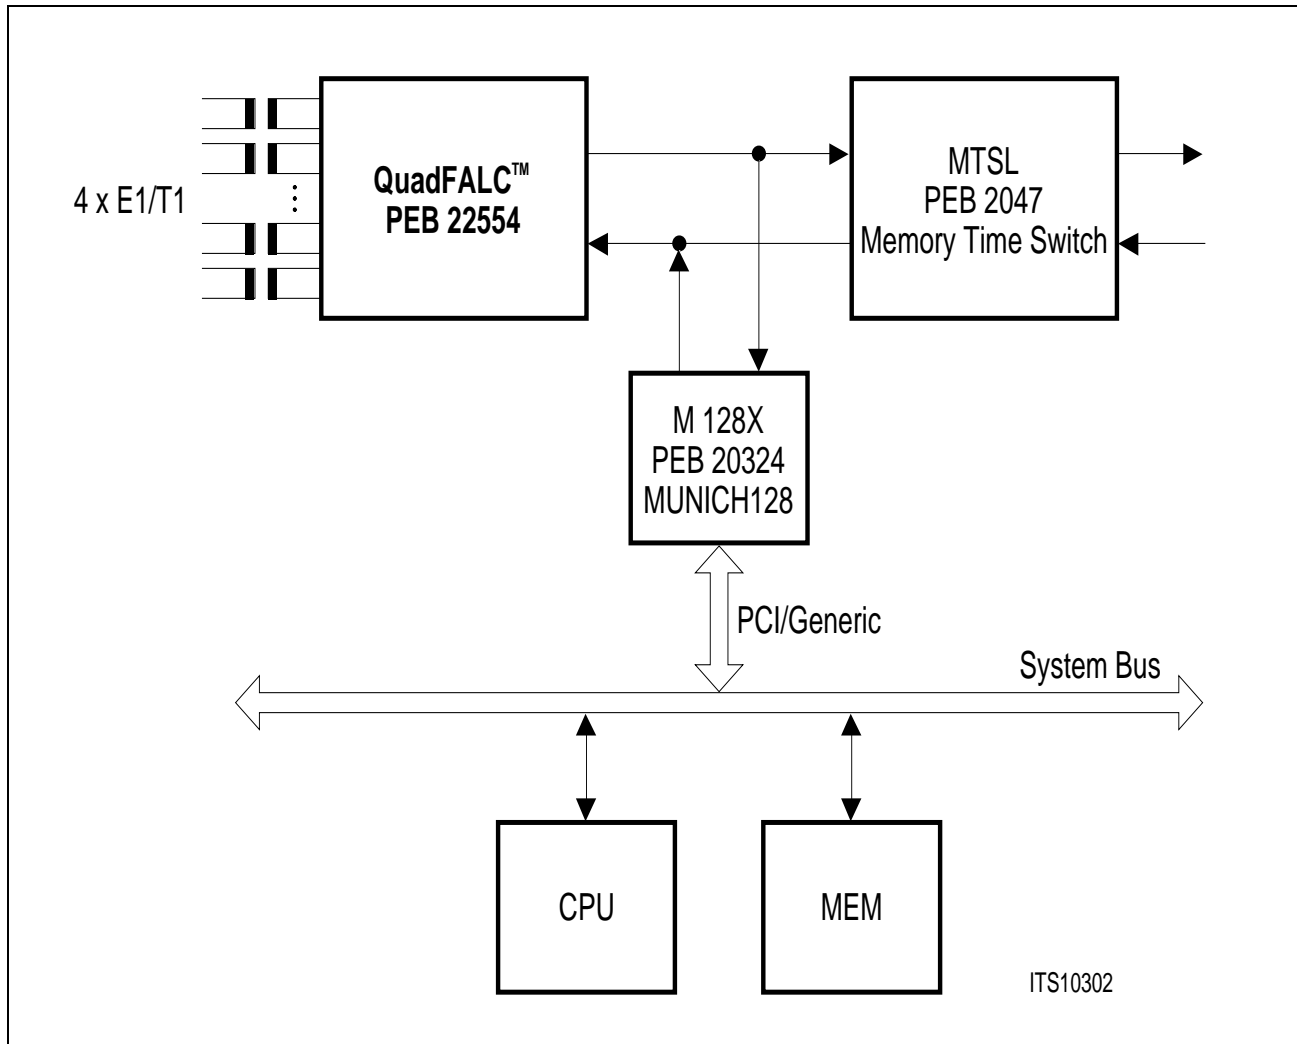 4 x E1/T1
QuadFALC™
PEB 22554
MTSL
PEB 2047
Memory Time Switch
M 128X
PEB 20324
MUNICH128
PCI/Generic
System Bus
CPU
MEM
ITS10302